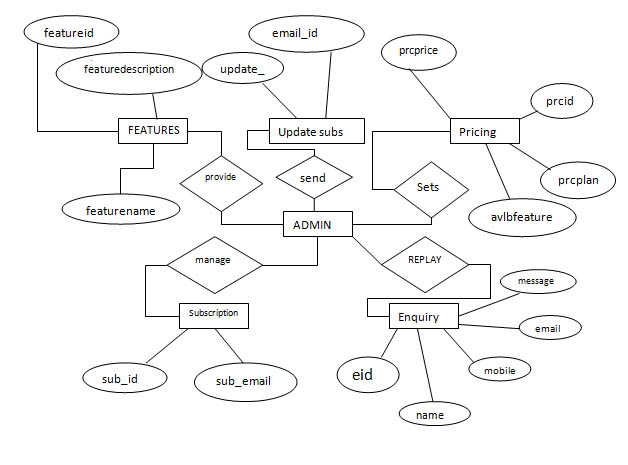 featureid
email_id
prcprice
featuredescription
update_
prcid
FEATURES
Update subs
Pricing
provide
send
Sets
prcplan
featurename
avlbfeature
ADMIN
manage
REPLAY
message
Subscription
Enquiry
email
sub_id
sub_email
eid
mobile
name